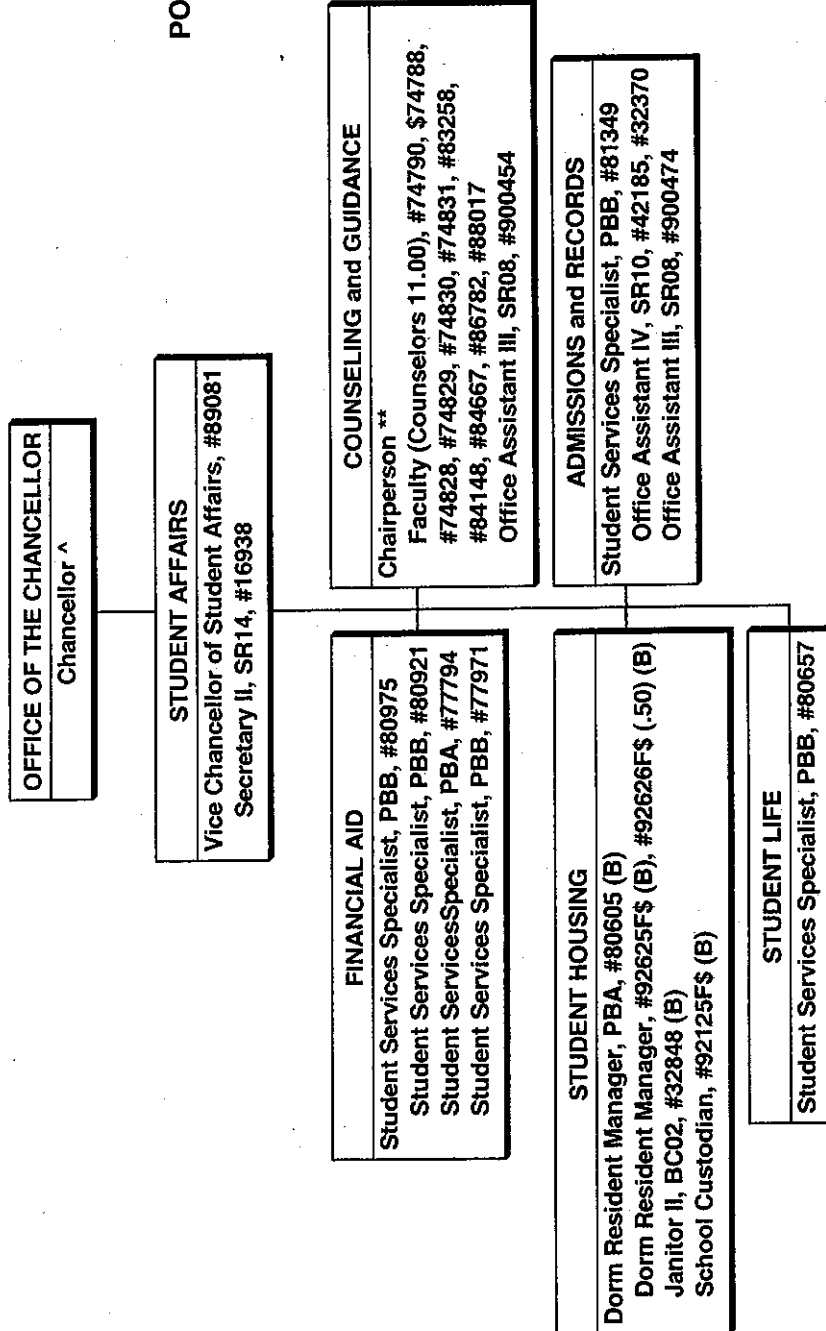 PO
OFFICE OF THE CHANCELLOR
Chancellor ^
STUDENT AFFAIRS
Vice Chancellor of Student Affairs, #89081
Secretary II, SR14, #16938
FINANCIAL AID
Student Services Specialist, PBB, #80975
Student Services Specialist, PBB, #80921
Student ServicesSpecialist, PBA, #77794
Student Services Specialist, PBB, #77971
COUNSELING and GUIDANCE
Chairperson **
Faculty (Counselors 11.00), #74790, $74788,
#74828, #74829, #74830, #74831, #83258,
#84148, #84667, #86782, #88017
Office Assistant III, SR08, #900454
STUDENT HOUSING
Dorm Resident Manager, PBA, #80605 (B)
Dorm Resident Manager, #92625F$ (B), #92626F$ (.50) (B)
Janitor II, BC02, #32848 (B)
School Custodian, #92125F$ (B)
ADMISSIONS and RECORDS
Student Services Specialist, PBB, #81349
Office Assistant IV, SR10, #42185, #32370
Office Assistant III, SR08, #900474
STUDENT LIFE
Student Services Specialist, PBB, #80657